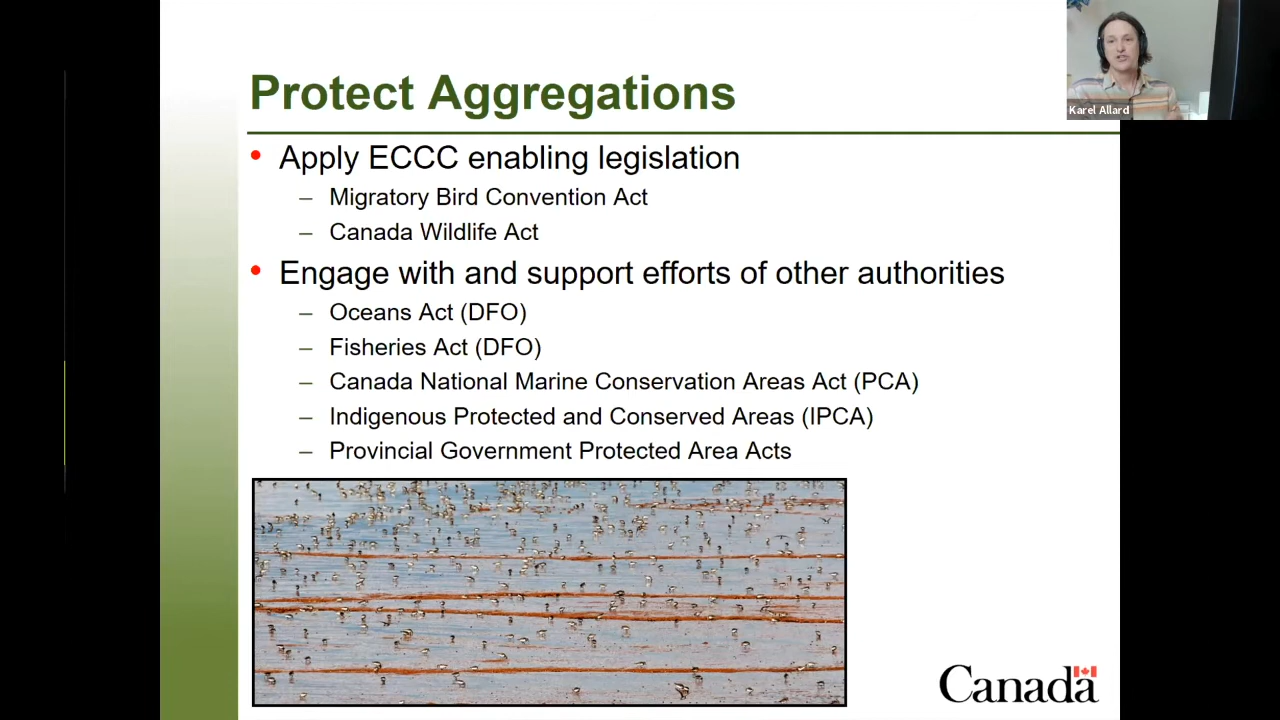 Protect Aggregations
Karel Allard
• Apply ECCC enabling legislation
– Migratory Bird Convention Act
– Canada Wildlife Act
• Engage with and support efforts of other authorities
– Oceans Act (DFO)
– Fisheries Act (DFO)
– Canada National Marine Conservation Areas Act (PCA)
– Indigenous Protected and Conserved Areas (IPCA)
– Provincial Government Protected Area Acts
Canada